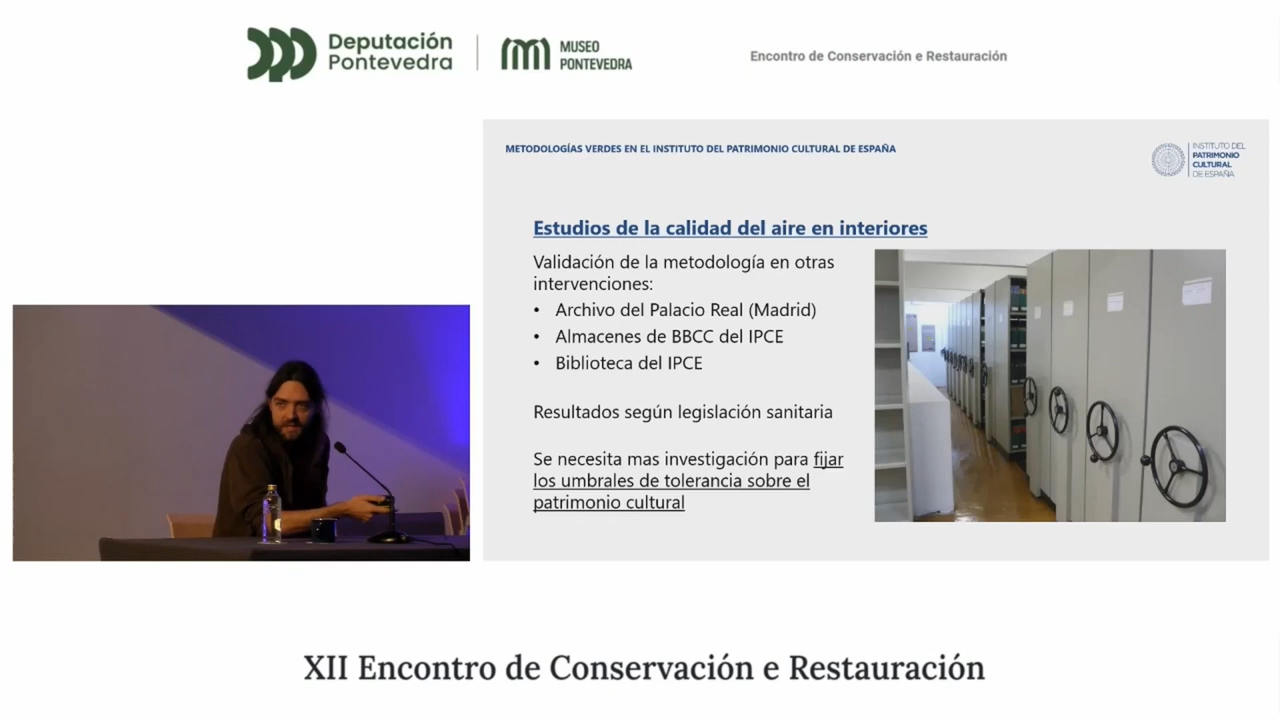 Deputación
Pontevedra
MUSEO
PONTEVEDRA
Encontro de Conservación e Restauración
METODOLOGÍAS VERDES EN EL INSTITUTO DEL PATRIMONIO CULTURAL DE ESPAÑA
INSTITUTO DEL
PATRIMONIO
CULTURAL
DE ESPAÑA
Estudios de la calidad del aire en interiores
Validación de la metodología en otras
intervenciones:
• Archivo del Palacio Real (Madrid)
• Almacenes de BBCC del IPCE
• Biblioteca del IPCE
Resultados según legislación sanitaria
Se necesita mas investigación para fijar
los umbrales de tolerancia sobre el
patrimonio cultural
XII Encontro de Conservación e Restauración